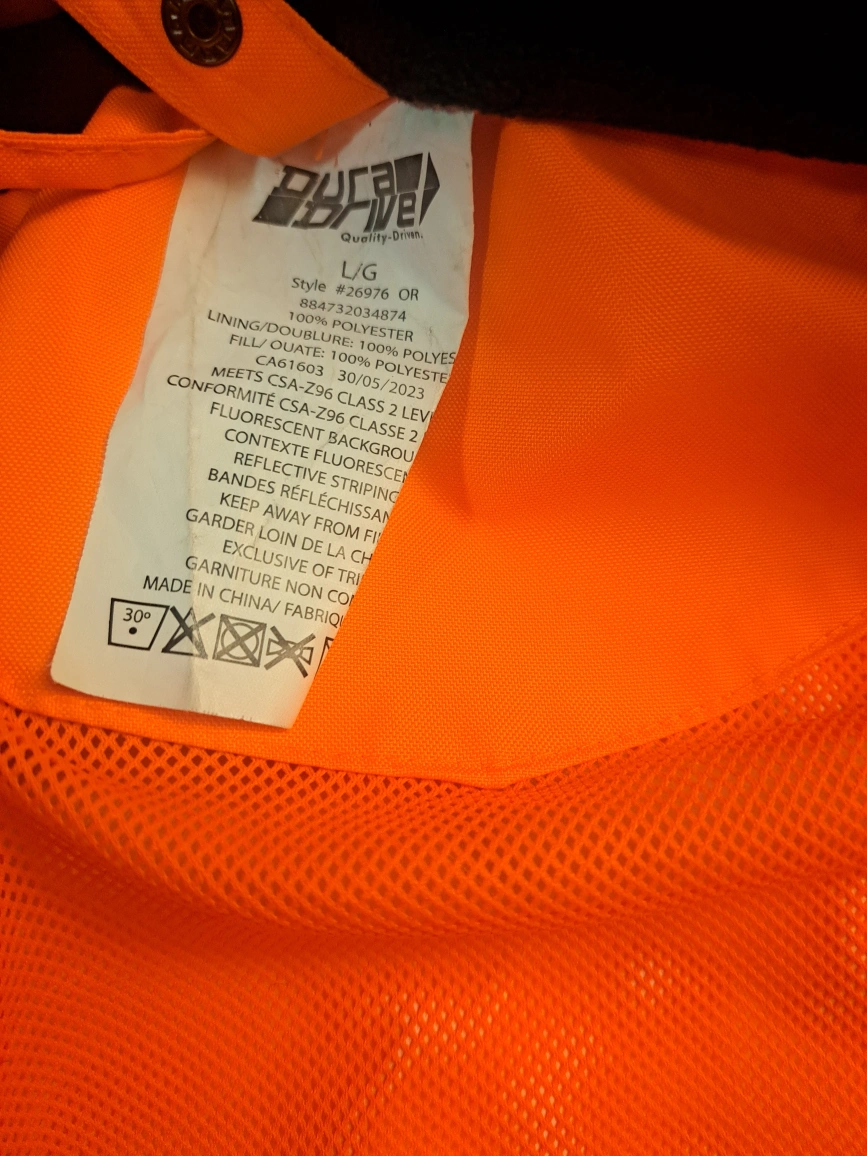 Dura
Drive
Quality-Driven.
L/G
Style #26976 OR
884732034874
100% POLYESTER
LINING/DOUBLURE: 100% POLYES
FILL/ OUATE: 100% POLYESTE
CA61603 30/05/2023
MEETS CSA-Z96 CLASS 2 LEV
CONFORMITÉ CSA-Z96 CLASSE 2
FLUORESCENT BACKGROU
CONTEXTE FLUORESCEN
REFLECTIVE STRIPING
BANDES RÉFLÉCHISSAN
KEEP AWAY FROM FI
GARDER LOIN DE LA CH
EXCLUSIVE OF TRI
GARNITURE NON CO
MADE IN CHINA/ FABRIQU
30°